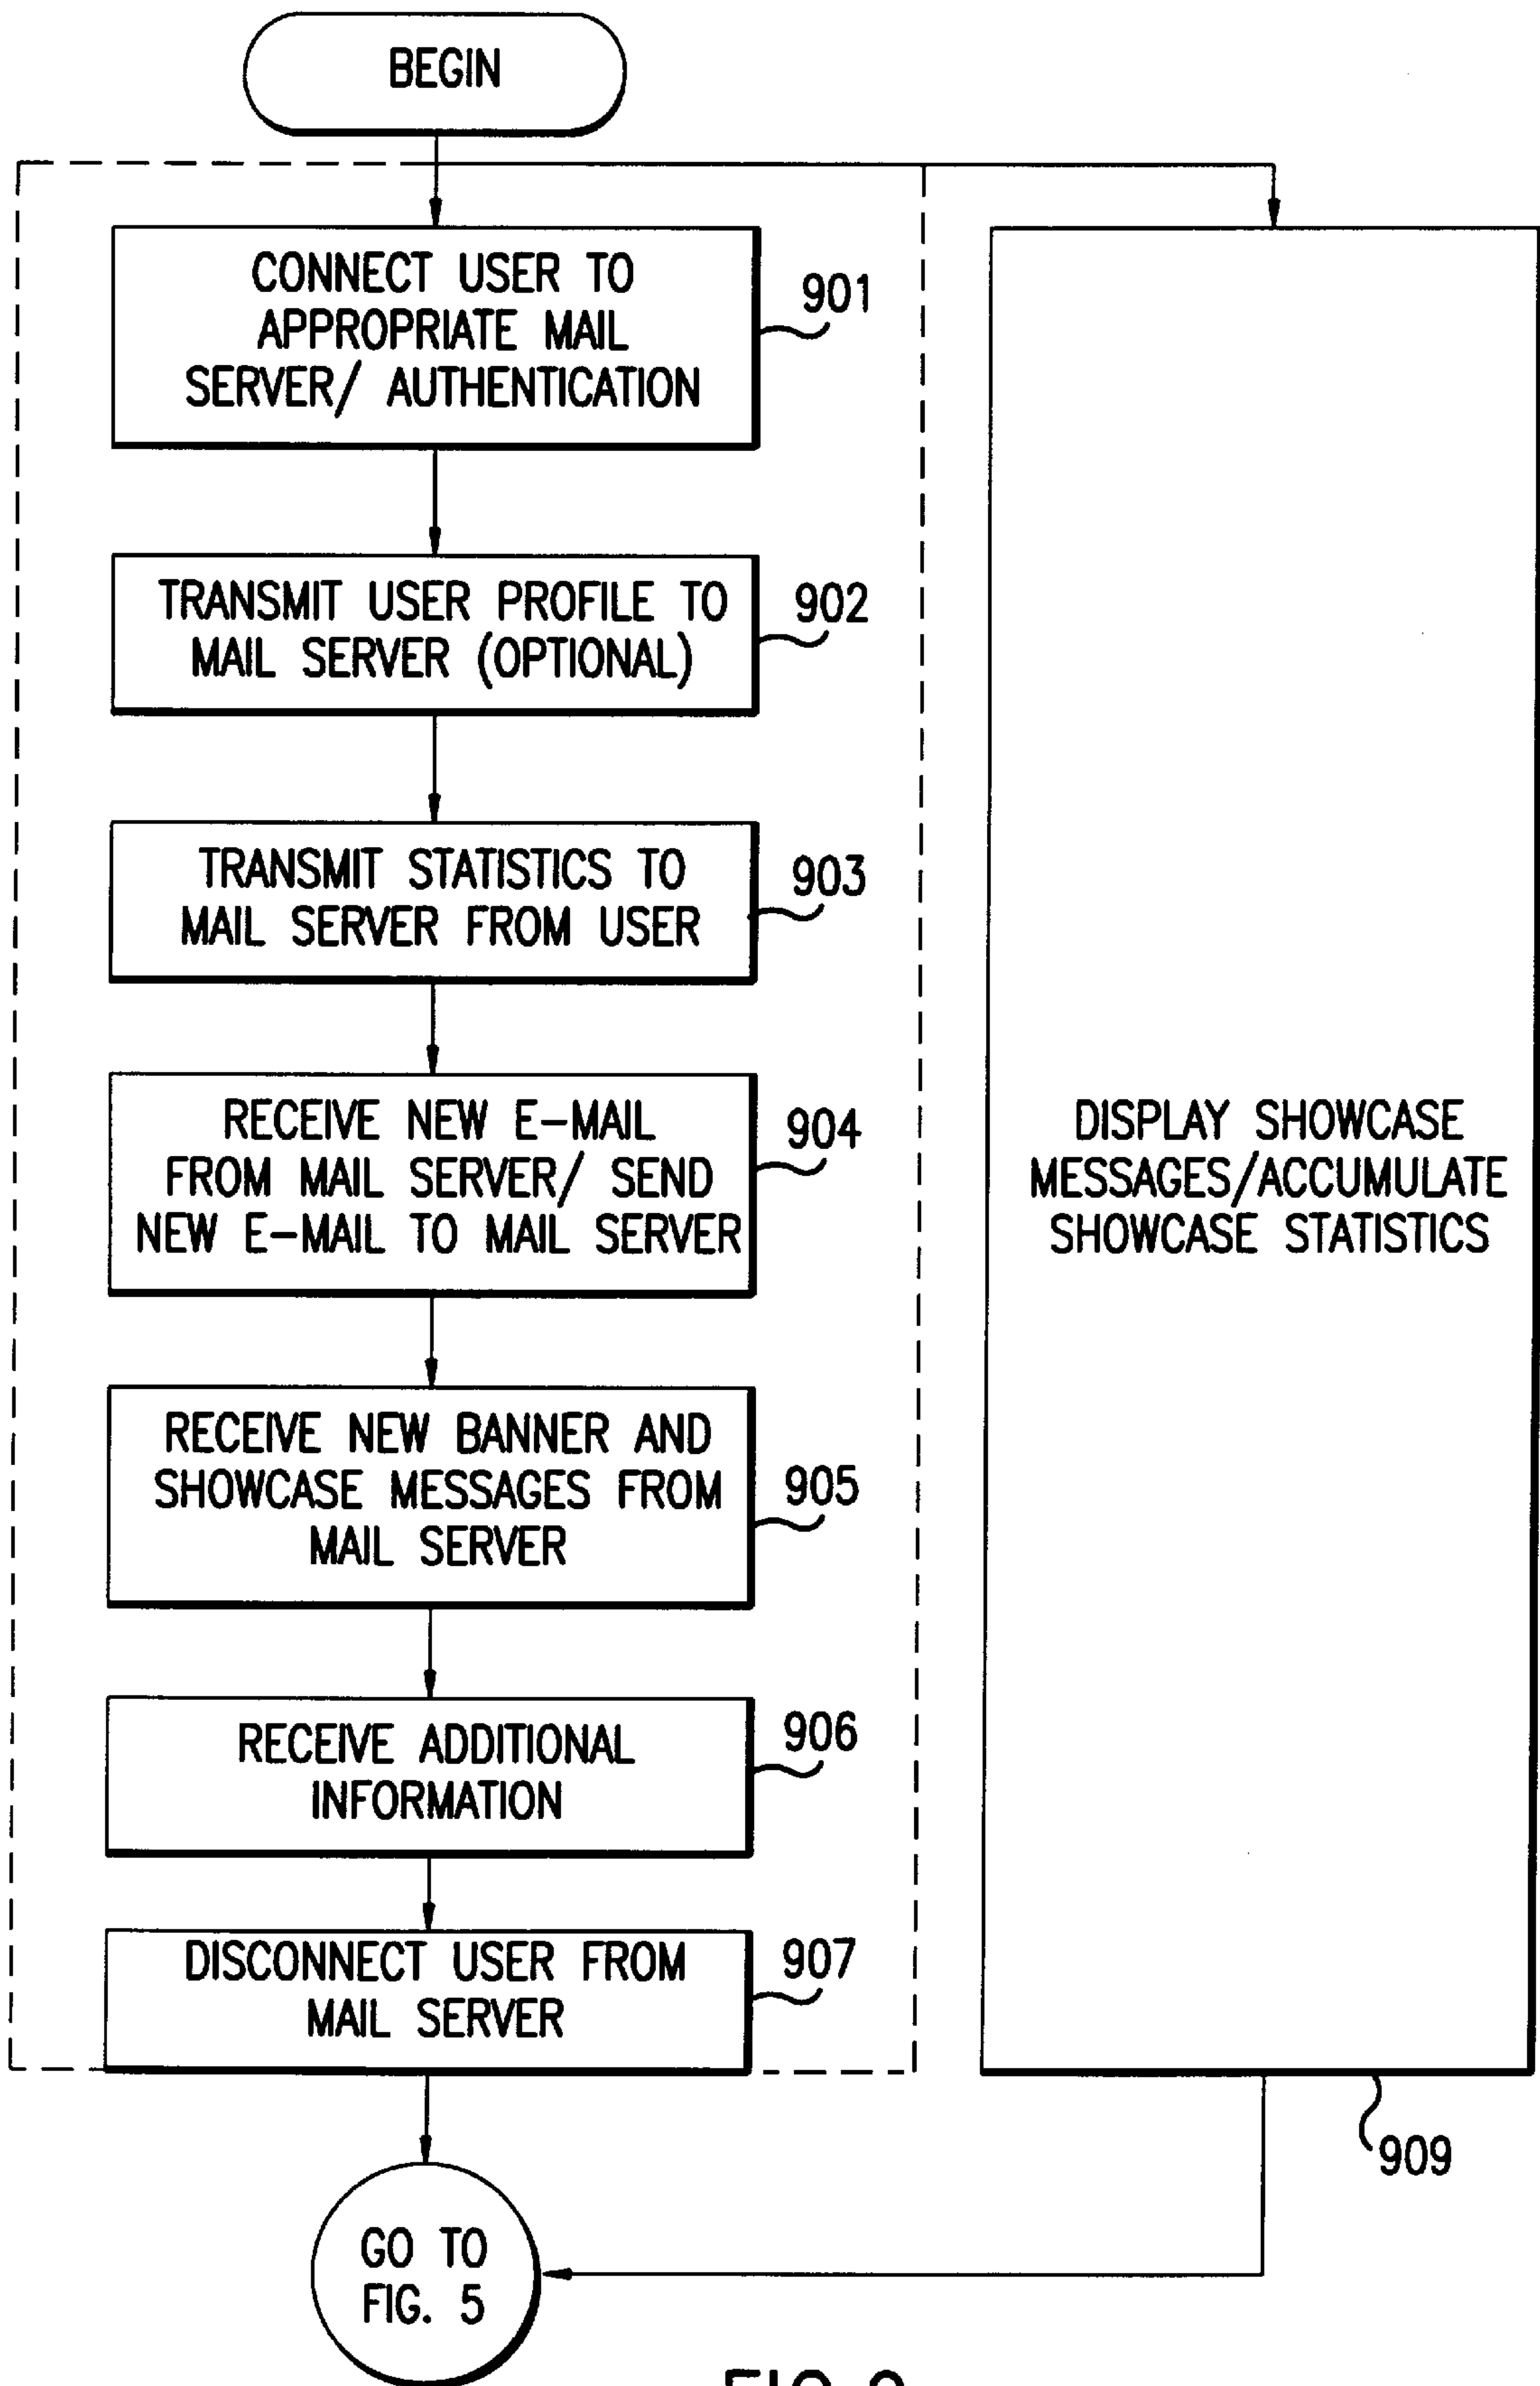 BEGIN
CONNECT USER TO
APPROPRIATE MAIL
SERVER/ AUTHENTICATION
901
TRANSMIT USER PROFILE TO
MAIL SERVER (OPTIONAL)
902
TRANSMIT STATISTICS TO
MAIL SERVER FROM USER
903
RECEIVE NEW E-MAIL
FROM MAIL SERVER/ SEND
NEW E-MAIL TO MAIL SERVER
904
RECEIVE NEW BANNER AND
SHOWCASE MESSAGES FROM
MAIL SERVER
905
RECEIVE ADDITIONAL
INFORMATION
906
DISCONNECT USER FROM
MAIL SERVER
907
DISPLAY SHOWCASE
MESSAGES/ACCUMULATE
SHOWCASE STATISTICS
909
GO TO
FIG. 5